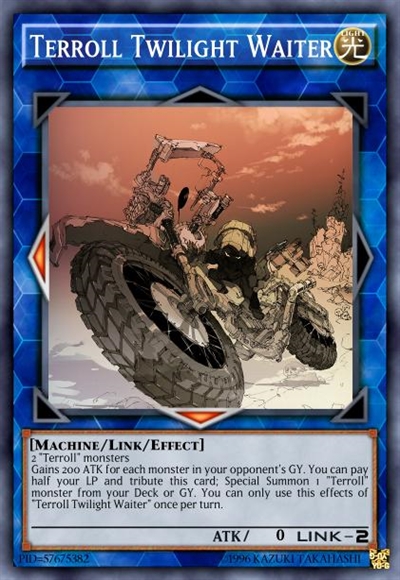 TERROLL TWILIGHT WAITER
LIGHT
光
[MACHINE/LINK/EFFECT]
2 "Terroll" monsters
Gains 200 ATK for each monster in your opponent's GY. You can pay
half your LP and tribute this card; Special Summon 1 "Terroll"
monster from your Deck or GY. You can only use this effects of
"Terroll Twilight Waiter" once per turn.
ATK/ 0 LINK-2
PID=57675382
©1996 KAZUKI TAKAHASHI